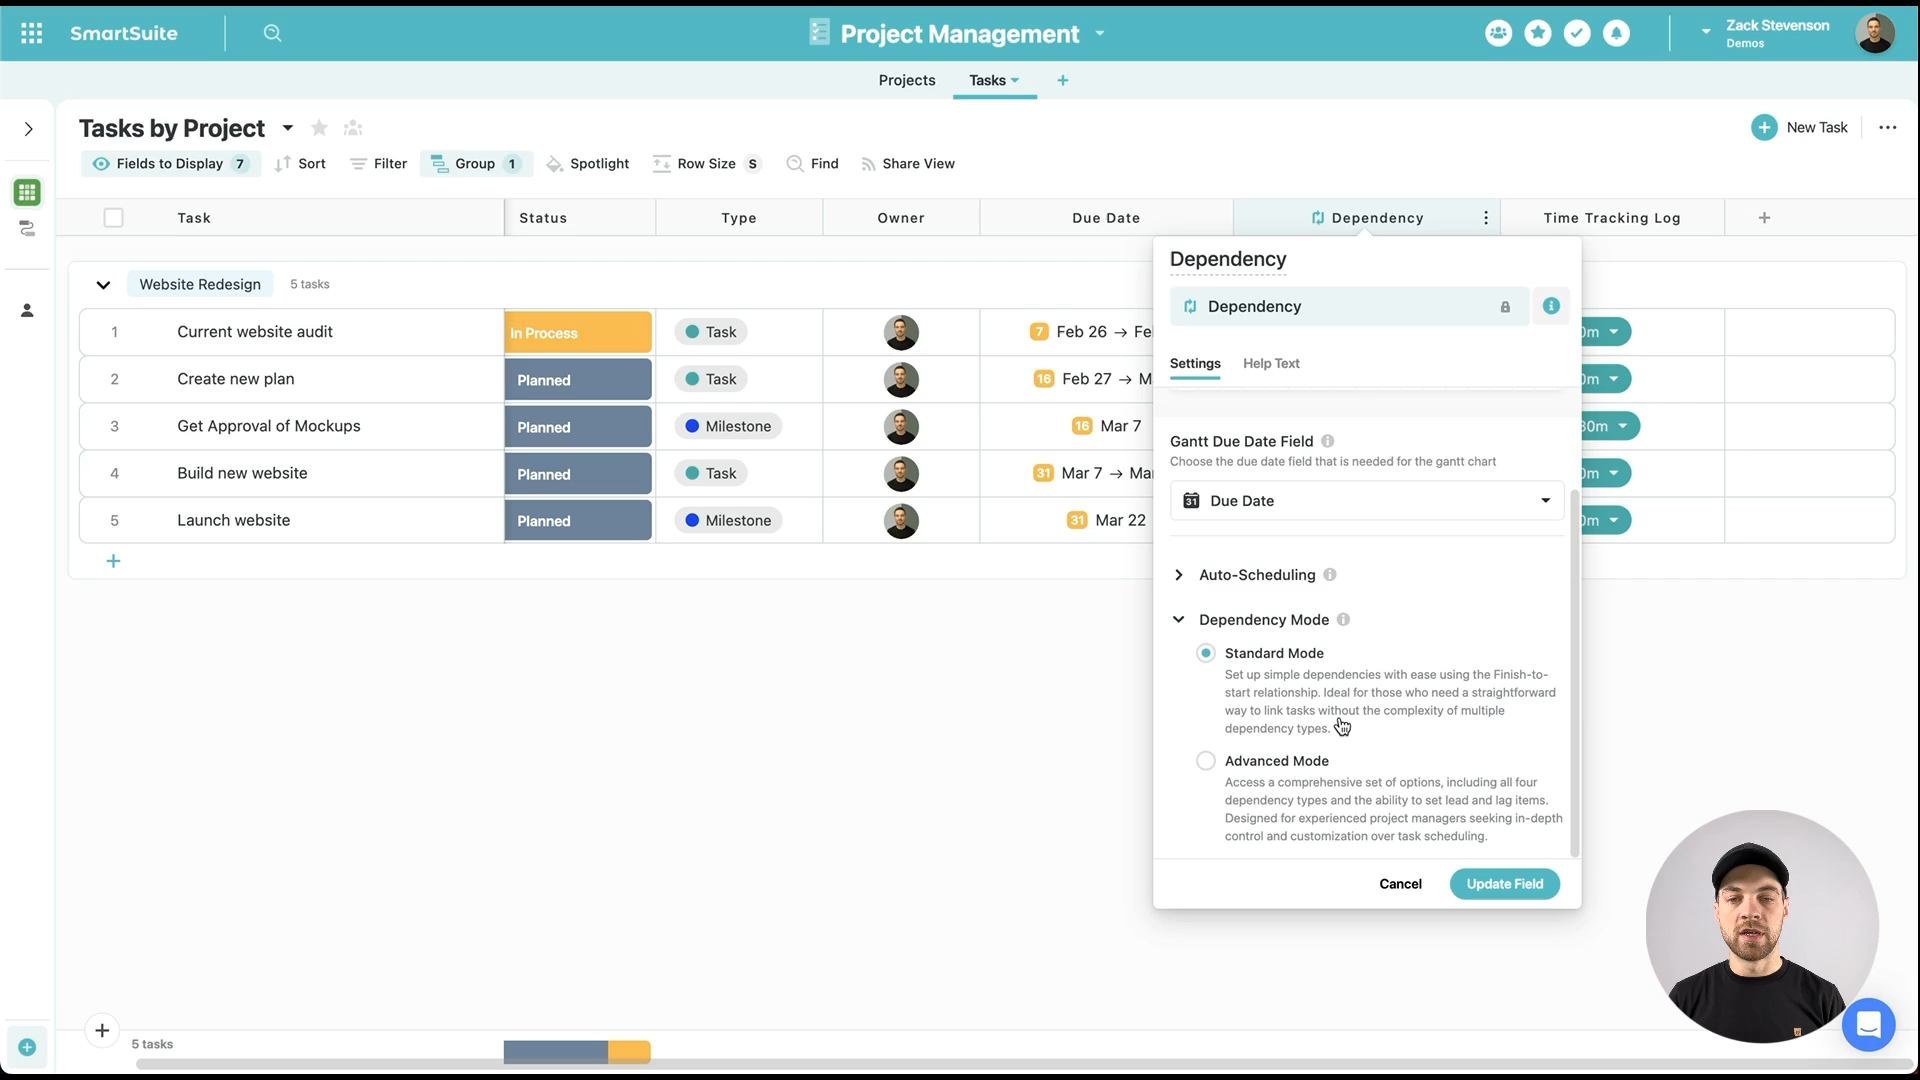 SmartSuite
Project Management
Zack Stevenson
Demos
Projects
Tasks
Tasks by Project
New Task
Fields to Display 7
Sort
Filter
Group 1
Spotlight
Row Size S
Find
Share View
Task
Status
Type
Owner
Due Date
Dependency
Time Tracking Log
Website Redesign
5 tasks
1 Current website audit In Process Task 7 Feb 26 → Fe 0m
2 Create new plan Planned Task 16 Feb 27 → M 0m
3 Get Approval of Mockups Planned Milestone 16 Mar 7 30m
4 Build new website Planned Task 31 Mar 7 → Mar 0m
5 Launch website Planned Milestone 31 Mar 22 0m
Dependency
Dependency
Settings
Help Text
Gantt Due Date Field
Choose the due date field that is needed for the gantt chart
31 Due Date
Auto-Scheduling
Dependency Mode
Standard Mode
Set up simple dependencies with ease using the Finish-to-
start relationship. Ideal for those who need a straightforward
way to link tasks without the complexity of multiple
dependency types.
Advanced Mode
Access a comprehensive set of options, including all four
dependency types and the ability to set lead and lag items.
Designed for experienced project managers seeking in-depth
control and customization over task scheduling.
Cancel
Update Field
5 tasks